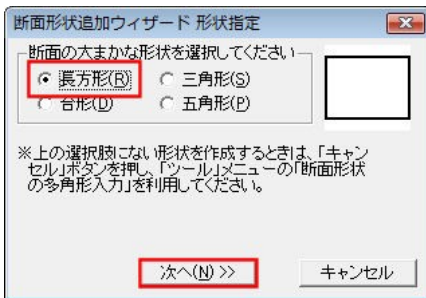 断面形状追加ウィザード 形状指定
断面の大まかな形状を選択してください
長方形(R) 三角形(S)
台形(D) 五角形(P)
※上の選択肢にない形状を作成するときは、「キャン
セル」ボタンを押し、「ツール」メニューの「断面形状
の多角形入力」を利用してください。
次へ(N) >> キャンセル